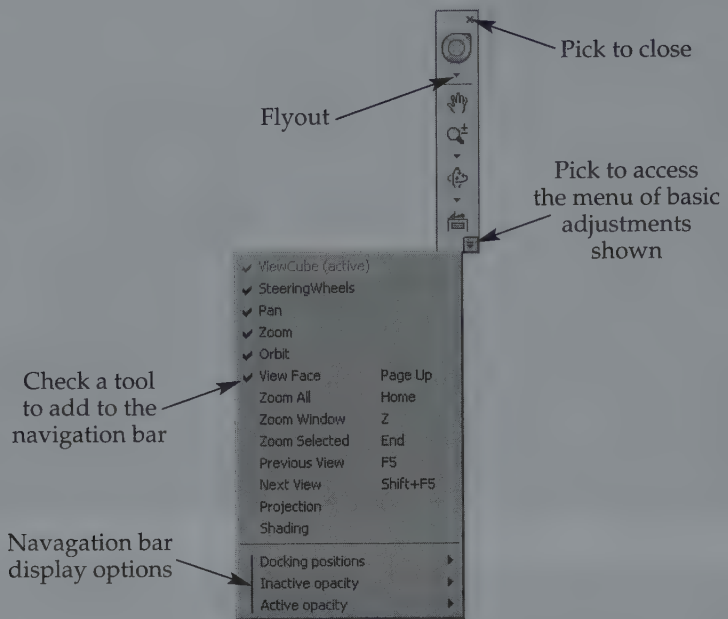 Pick to close
Flyout
Pick to access
the menu of basic
adjustments
shown
ViewCube (active)
SteeringWheels
Pan
Zoom
Orbit
View Face Page Up
Zoom All Home
Zoom Window Z
Zoom Selected End
Previous View F5
Next View Shift+F5
Projection
Shading
Check a tool
to add to the
navigation bar
Docking positions
Inactive opacity
Active opacity
Navagation bar
display options